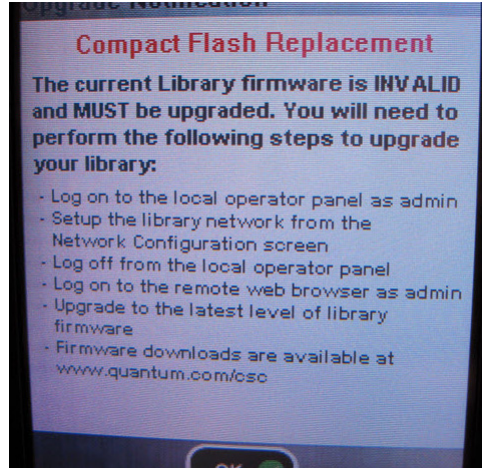 Upgrade Notification
Compact Flash Replacement
The current Library firmware is INVALID
and MUST be upgraded. You will need to
perform the following steps to upgrade
your library:
- Log on to the local operator panel as admin
- Setup the library network from the
Network Configuration screen
- Log off from the local operator panel
- Log on to the remote web browser as admin
- Upgrade to the latest level of library
firmware
- Firmware downloads are available at
www.quantum.com/csc
OK